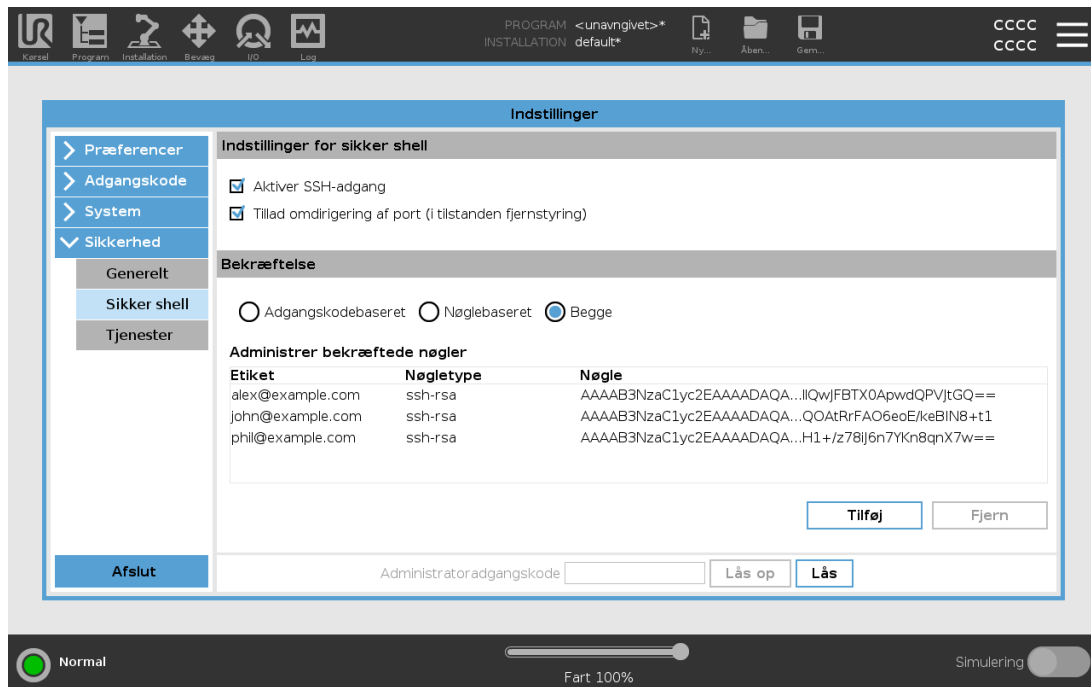 PROGRAM <unavngivet>*
INSTALLATION default*
CCCC
CCCC
Kørsel Program Installation Bevæg I/O Log Ny... Åben... Gem...
Indstillinger
Præferencer
Adgangskode
System
Sikkerhed
Generelt
Sikker shell
Tjenester
Afslut
Indstillinger for sikker shell
Aktiver SSH-adgang
Tillad omdirigering af port (i tilstanden fjernstyring)
Bekræftelse
Adgangskodebaseret Nøglebaseret Begge
Administrer bekræftede nøgler
Etiket Nøgletype Nøgle
alex@example.com ssh-rsa AAAAB3NzaC1yc2EAAAADAQA...lIQwJFBTX0ApwdQPVJtGQ==
john@example.com ssh-rsa AAAAB3NzaC1yc2EAAAADAQA...QOAtRrFAO6eoE/keBIN8+t1
phil@example.com ssh-rsa AAAAB3NzaC1yc2EAAAADAQA...H1+/z78iJ6n7YKn8qnX7w==
Tilføj Fjern
Administratoradgangskode Lås op Lås
Normal
Fart 100%
Simulering